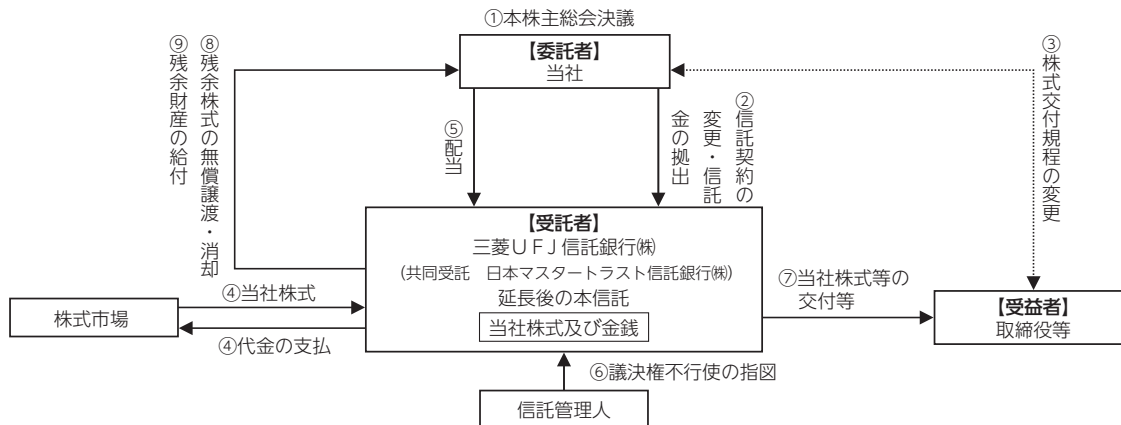 ①本株主総会決議
【委託者】
当社
⑨残余財産の給付
⑧残余株式の無償譲渡・消却
⑤配当
②信託契約の
変更・信託
金の拠出
③株式交付規程の変更
【受託者】
三菱UFJ信託銀行㈱
(共同受託　日本マスタートラスト信託銀行㈱)
延長後の本信託
当社株式及び金銭
④当社株式
株式市場
④代金の支払
⑦当社株式等の
交付等
【受益者】
取締役等
⑥議決権不行使の指図
信託管理人